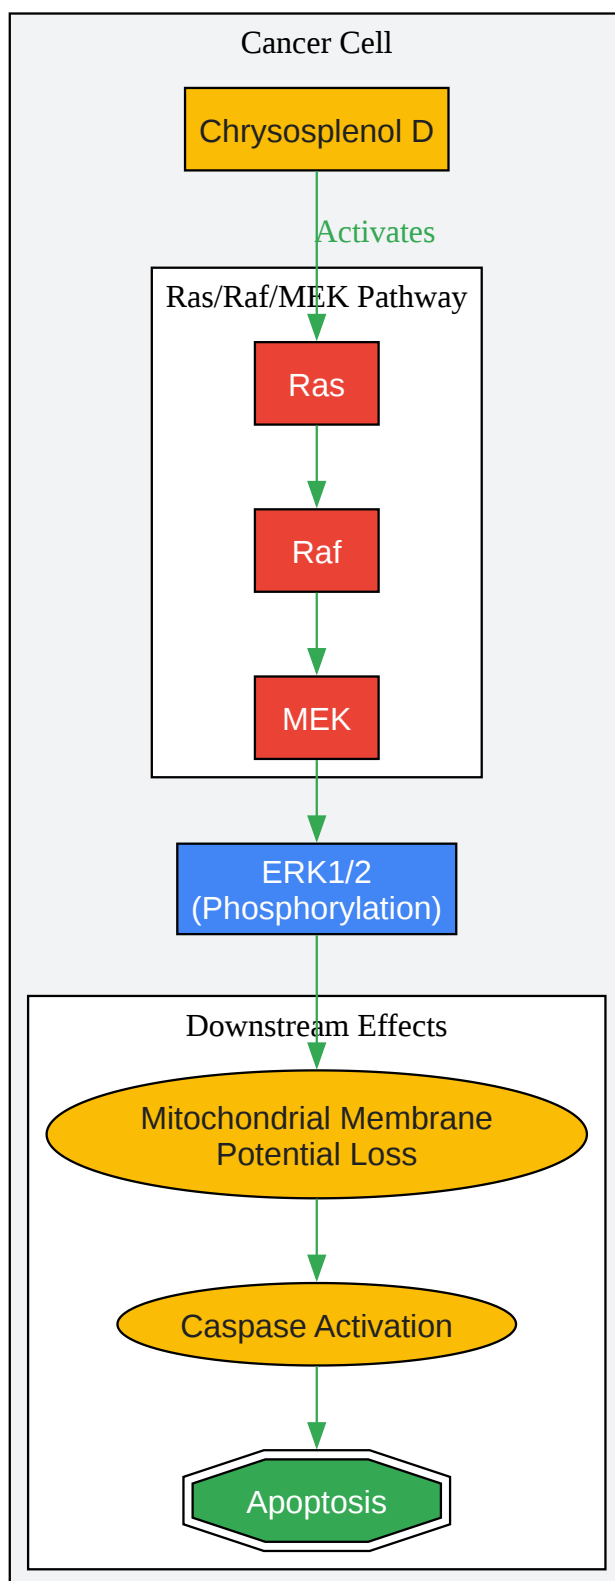 Cancer Cell
Chrysosplenol D
Activates
Ras/Raf/MEK Pathway
Ras
Raf
MEK
ERK1/2
(Phosphorylation)
Downstream Effects
Mitochondrial Membrane
Potential Loss
Caspase Activation
Apoptosis